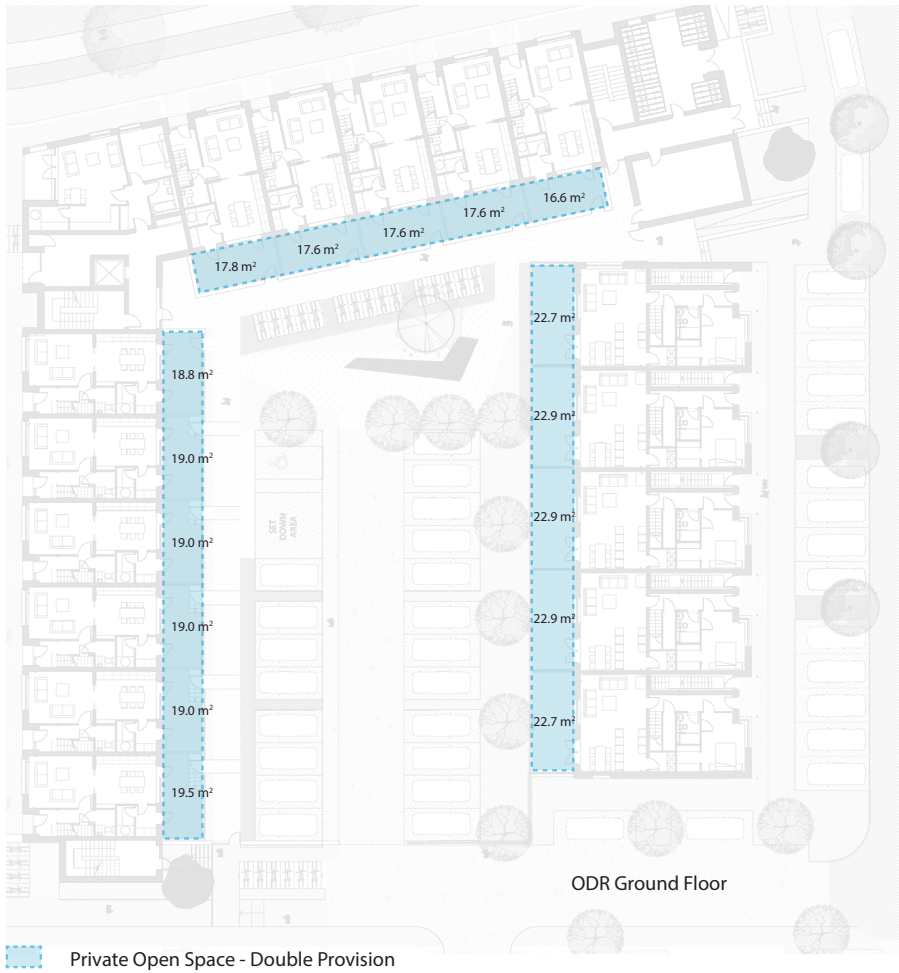 16.6 m²
17.6 m²
17.6 m²
17.6 m²
17.8 m²
22.7 m²
18.8 m²
22.9 m²
19.0 m²
SET
DOWN
AREA
22.9 m²
19.0 m²
19.0 m²
22.9 m²
19.0 m²
22.7 m²
19.5 m²
ODR Ground Floor
Private Open Space - Double Provision